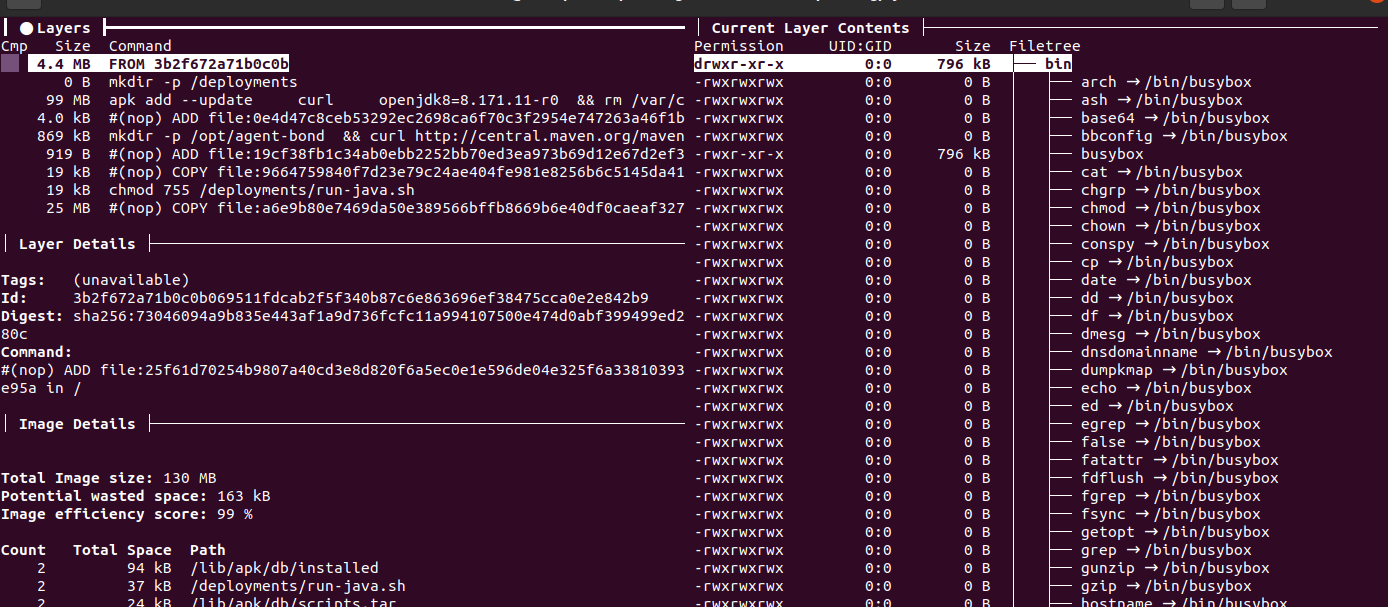 Layers
Cmp Size Command
4.4 MB FROM 3b2f672a71b0c0b
0 B mkdir -p /deployments
99 MB apk add --update curl openjdk8=8.171.11-r0 && rm /var/c
4.0 kB #(nop) ADD file:0e4d47c8ceb53292ec2698ca6f70c3f2954e747263a46f1b
869 kB mkdir -p /opt/agent-bond && curl http://central.maven.org/maven
919 B #(nop) ADD file:19cf38fb1c34ab0ebb2252bb70ed3ea973b69d12e67d2ef3
19 kB #(nop) COPY file:9664759840f7d23e79c24ae404fe981e8256b6c5145da41
19 kB chmod 755 /deployments/run-java.sh
25 MB #(nop) COPY file:a6e9b80e7469da50e389566bffb8669b6e40df0caeaf327
Layer Details
Tags: (unavailable)
Id: 3b2f672a71b0c0b069511fdcab2f5f340b87c6e863696ef38475cca0e2e842b9
Digest: sha256:73046094a9b835e443af1a9d736fcfc11a994107500e474d0abf399499ed2
80c
Command:
#(nop) ADD file:25f61d70254b9807a40cd3e8d820f6a5ec0e1e596de04e325f6a33810393
e95a in /
Image Details
Total Image size: 130 MB
Potential wasted space: 163 kB
Image efficiency score: 99 %
Count Total Space Path
2 94 kB /lib/apk/db/installed
2 37 kB /deployments/run-java.sh
2 24 kB /lib/apk/db/scripts.tar
Current Layer Contents
Permission UID:GID Size Filetree
drwxr-xr-x 0:0 796 kB bin
-rwxrwxrwx 0:0 0 B arch → /bin/busybox
-rwxrwxrwx 0:0 0 B ash → /bin/busybox
-rwxrwxrwx 0:0 0 B base64 → /bin/busybox
-rwxrwxrwx 0:0 0 B bbconfig → /bin/busybox
-rwxr-xr-x 0:0 796 kB busybox
-rwxrwxrwx 0:0 0 B cat → /bin/busybox
-rwxrwxrwx 0:0 0 B chgrp → /bin/busybox
-rwxrwxrwx 0:0 0 B chmod → /bin/busybox
-rwxrwxrwx 0:0 0 B chown → /bin/busybox
-rwxrwxrwx 0:0 0 B conspy → /bin/busybox
-rwxrwxrwx 0:0 0 B cp → /bin/busybox
-rwxrwxrwx 0:0 0 B date → /bin/busybox
-rwxrwxrwx 0:0 0 B dd → /bin/busybox
-rwxrwxrwx 0:0 0 B df → /bin/busybox
-rwxrwxrwx 0:0 0 B dmesg → /bin/busybox
-rwxrwxrwx 0:0 0 B dnsdomainname → /bin/busybox
-rwxrwxrwx 0:0 0 B dumpkmap → /bin/busybox
-rwxrwxrwx 0:0 0 B echo → /bin/busybox
-rwxrwxrwx 0:0 0 B ed → /bin/busybox
-rwxrwxrwx 0:0 0 B egrep → /bin/busybox
-rwxrwxrwx 0:0 0 B false → /bin/busybox
-rwxrwxrwx 0:0 0 B fatattr → /bin/busybox
-rwxrwxrwx 0:0 0 B fdflush → /bin/busybox
-rwxrwxrwx 0:0 0 B fgrep → /bin/busybox
-rwxrwxrwx 0:0 0 B fsync → /bin/busybox
-rwxrwxrwx 0:0 0 B getopt → /bin/busybox
-rwxrwxrwx 0:0 0 B grep → /bin/busybox
-rwxrwxrwx 0:0 0 B gunzip → /bin/busybox
-rwxrwxrwx 0:0 0 B gzip → /bin/busybox
-rwxrwxrwx 0:0 0 B hostname → /bin/busybox